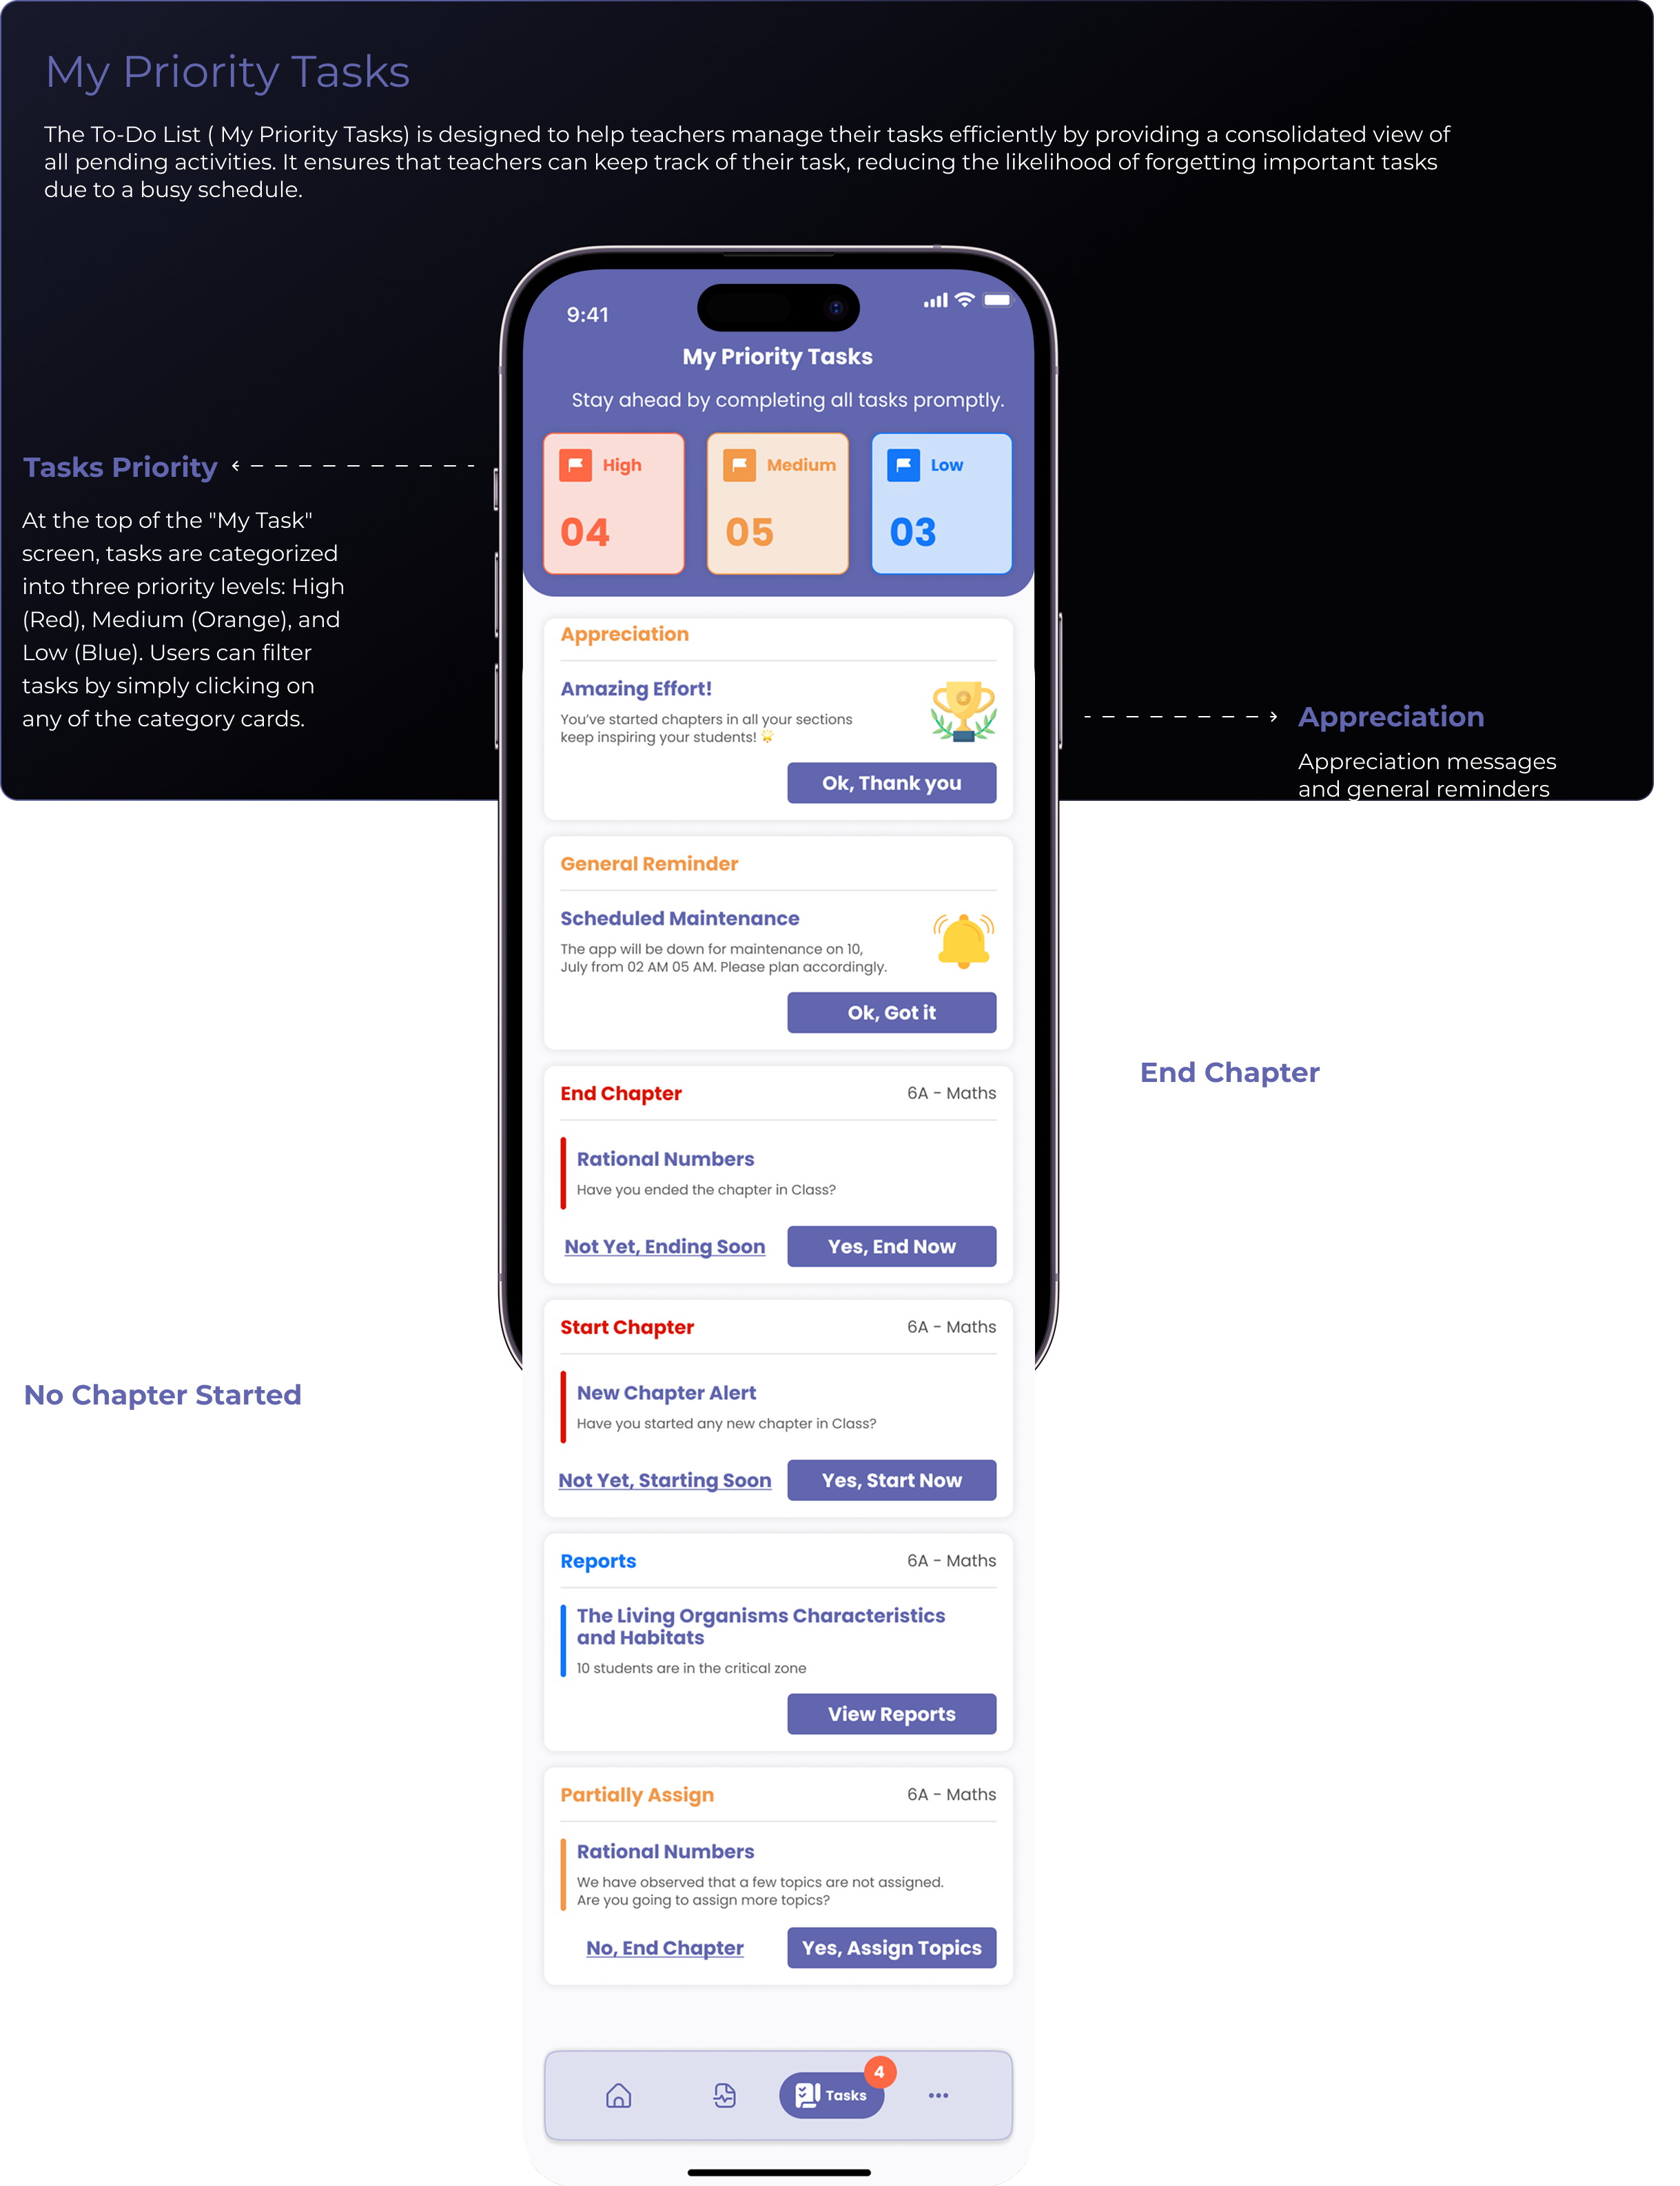 My Priority Tasks
The To-Do List ( My Priority Tasks) is designed to help teachers manage their tasks efficiently by providing a consolidated view of
all pending activities. It ensures that teachers can keep track of their task, reducing the likelihood of forgetting important tasks
due to a busy schedule.
9:41
My Priority Tasks
Stay ahead by completing all tasks promptly.
High
Medium
Low
04
05
03
Tasks Priority
At the top of the "My Task"
screen, tasks are categorized
into three priority levels: High
(Red), Medium (Orange), and
Low (Blue). Users can filter
tasks by simply clicking on
any of the category cards.
Appreciation
Amazing Effort!
You've started chapters in all your sections
keep inspiring your students! 🌟
Ok, Thank you
Appreciation
Appreciation messages
and general reminders
General Reminder
Scheduled Maintenance
The app will be down for maintenance on 10,
July from 02 AM 05 AM. Please plan accordingly.
Ok, Got it
End Chapter
End Chapter
6A - Maths
Rational Numbers
Have you ended the chapter in Class?
Not Yet, Ending Soon
Yes, End Now
Start Chapter
6A - Maths
New Chapter Alert
Have you started any new chapter in Class?
Not Yet, Starting Soon
Yes, Start Now
No Chapter Started
Reports
6A - Maths
The Living Organisms Characteristics
and Habitats
10 students are in the critical zone
View Reports
Partially Assign
6A - Maths
Rational Numbers
We have observed that a few topics are not assigned.
Are you going to assign more topics?
No, End Chapter
Yes, Assign Topics
Tasks
4